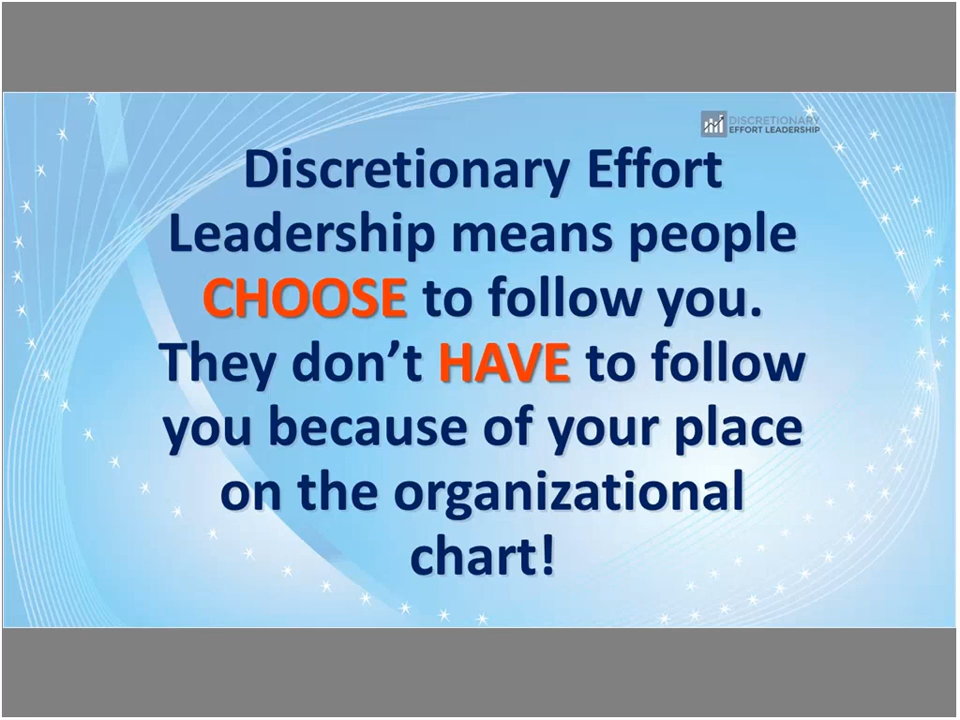 DISCRETIONARY
EFFORT LEADERSHIP
Discretionary Effort
Leadership means people
CHOOSE to follow you.
They don’t HAVE to follow
you because of your place
on the organizational
chart!